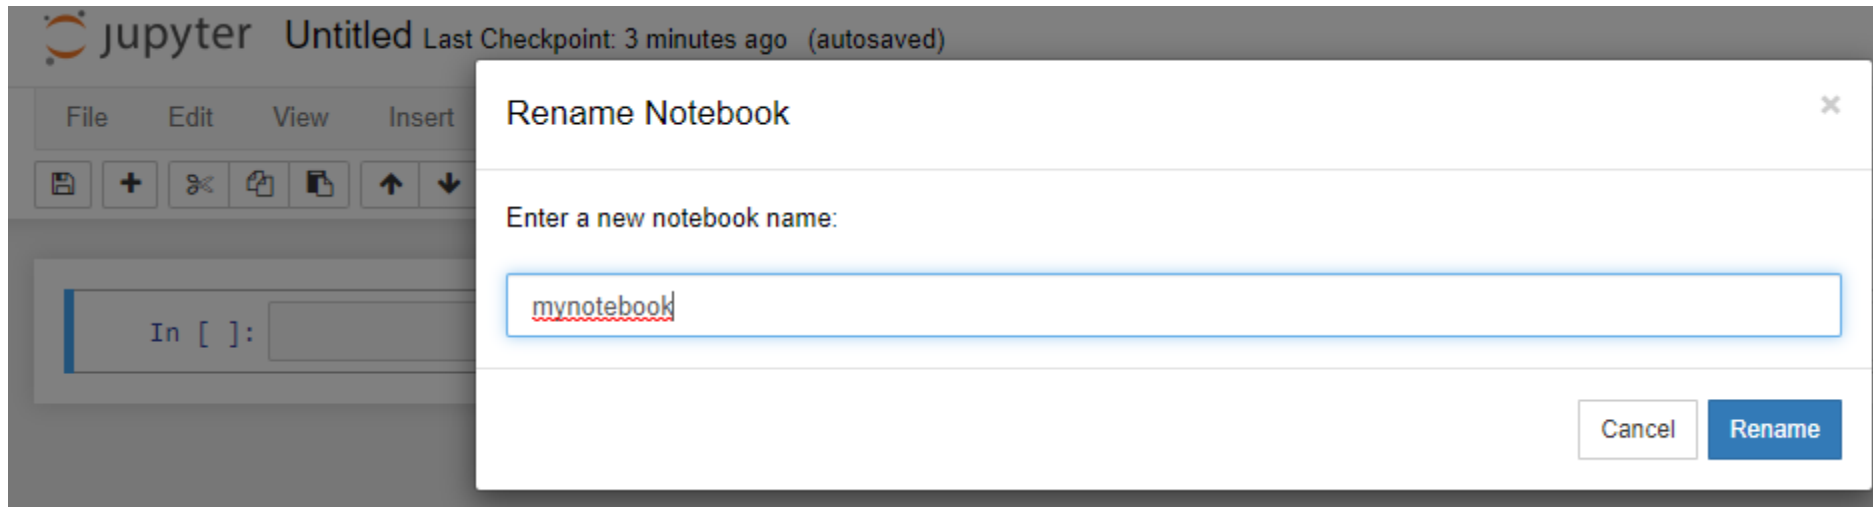 jupyter Untitled Last Checkpoint: 3 minutes ago (autosaved)
File Edit View Insert
Rename Notebook ×
Enter a new notebook name:
mynotebook
In [ ]:
Cancel Rename